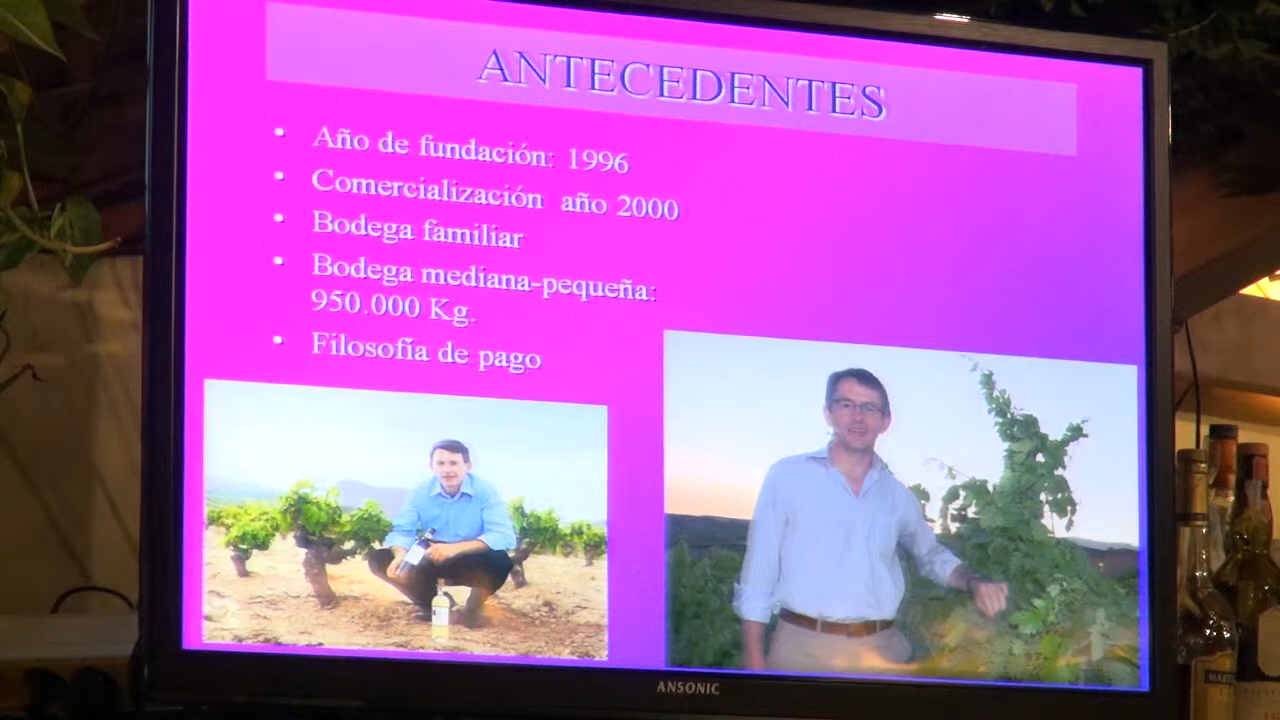 ANTECEDENTES
• Año de fundación: 1996
• Comercialización año 2000
• Bodega familiar
• Bodega mediana-pequeña:
950.000 Kg.
• Filosofía de pago
ANSONIC